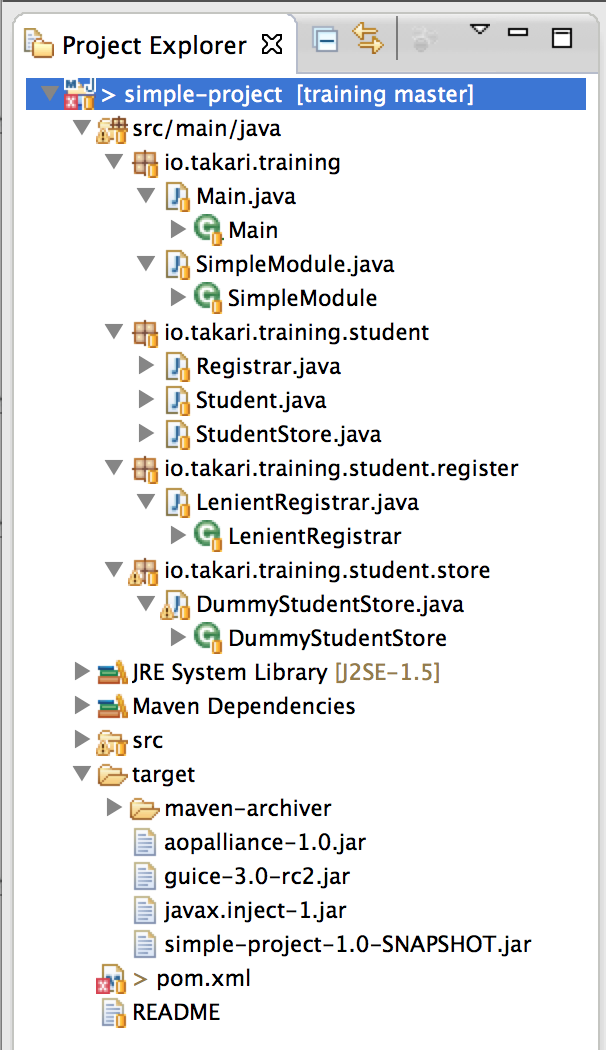 Project Explorer
> simple-project [training master]
src/main/java
io.takari.training
Main.java
Main
SimpleModule.java
SimpleModule
io.takari.training.student
Registrar.java
Student.java
StudentStore.java
io.takari.training.student.register
LenientRegistrar.java
LenientRegistrar
io.takari.training.student.store
DummyStudentStore.java
DummyStudentStore
JRE System Library [J2SE-1.5]
Maven Dependencies
src
target
maven-archiver
aopalliance-1.0.jar
guice-3.0-rc2.jar
javax.inject-1.jar
simple-project-1.0-SNAPSHOT.jar
> pom.xml
README